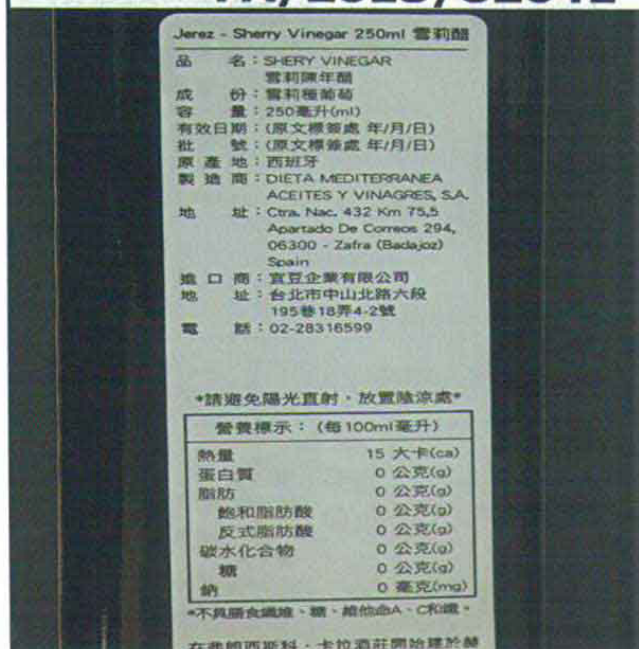 Jerez - Sherry Vinegar 250ml 雪莉醋
品 名：SHERY VINEGAR
雪莉陳年醋
成 份：雪莉種葡萄
容 量：250毫升(ml)
有效日期：(原文標簽處 年/月/日)
批 號：(原文標簽處 年/月/日)
原 產 地：西班牙
製 造 商：DIETA MEDITERRANEA
ACEITES Y VINAGRES, S.A.
地 址：Ctra. Nac. 432 Km 75,5
Apartado De Correos 294,
06300 - Zafra (Badajoz)
Spain
進 口 商：宜豆企業有限公司
地 址：台北市中山北路六段
195巷18弄4-2號
電 話：02-28316599
*請避免陽光直射，放置陰涼處*
營養標示：(每100ml毫升)
熱量 15 大卡(ca)
蛋白質 0 公克(g)
脂肪 0 公克(g)
飽和脂肪酸 0 公克(g)
反式脂肪酸 0 公克(g)
碳水化合物 0 公克(g)
糖 0 公克(g)
鈉 0 毫克(mg)
*不具膳食纖維、糖、維他命A、C和鐵。